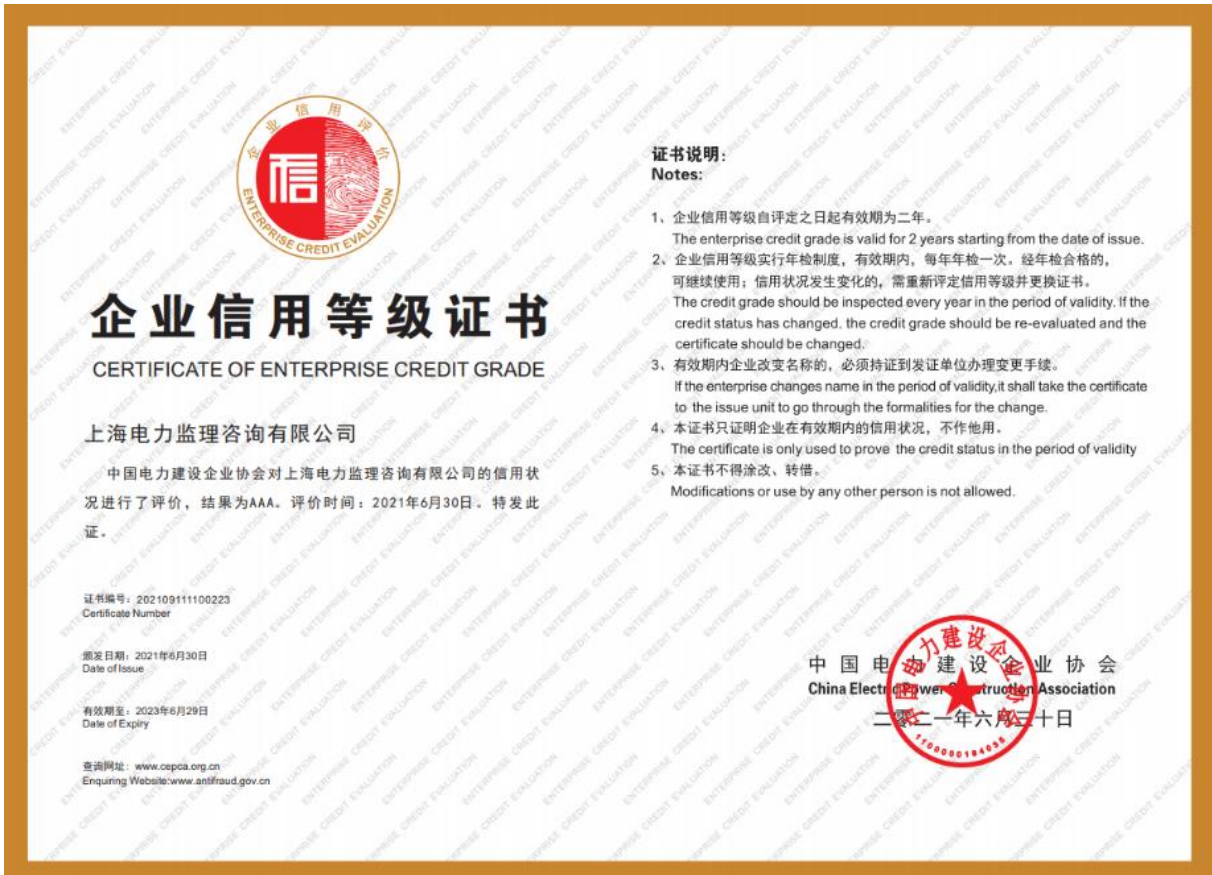 企业信用评价
信
ENTERPRISE CREDIT EVALUATION
企业信用等级证书
CERTIFICATE OF ENTERPRISE CREDIT GRADE
上海电力监理咨询有限公司
中国电力建设企业协会对上海电力监理咨询有限公司的信用状
况进行了评价，结果为AAA。评价时间：2021年6月30日。特发此
证。
证书编号：202109111100223
Certificate Number
颁发日期：2021年6月30日
Date of Issue
有效期至：2023年6月29日
Date of Expiry
查询网址：www.cepca.org.cn
Enquiring Website:www.antifraud.gov.cn
证书说明：
Notes:
1、企业信用等级自评定之日起有效期为二年。
The enterprise credit grade is valid for 2 years starting from the date of issue.
2、企业信用等级实行年检制度，有效期内，每年年检一次。经年检合格的，
可继续使用；信用状况发生变化的，需重新评定信用等级并更换证书。
The credit grade should be inspected every year in the period of validity. If the
credit status has changed. the credit grade should be re-evaluated and the
certificate should be changed.
3、有效期内企业改变名称的，必须持证到发证单位办理变更手续。
If the enterprise changes name in the period of validity,it shall take the certificate
to the issue unit to go through the formalities for the change.
4、本证书只证明企业在有效期内的信用状况，不作他用。
The certificate is only used to prove the credit status in the period of validity
5、本证书不得涂改、转借。
Modifications or use by any other person is not allowed.
中国电力建设企业协会
China Electric Power Construction Association
二零二一年六月三十日
中国电力建设企业协会